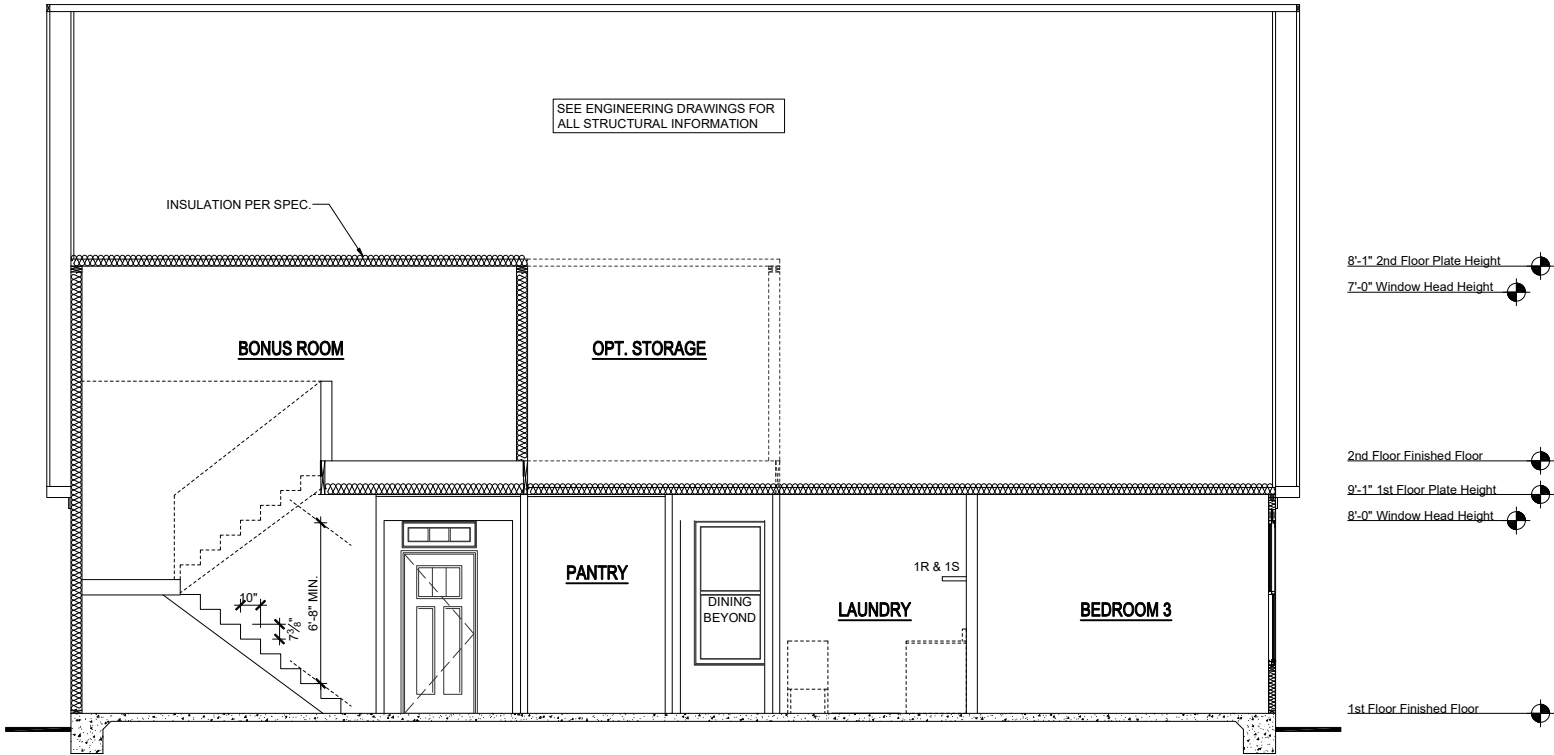 SEE ENGINEERING DRAWINGS FOR
ALL STRUCTURAL INFORMATION
INSULATION PER SPEC.
8'-1" 2nd Floor Plate Height
7'-0" Window Head Height
BONUS ROOM
OPT. STORAGE
2nd Floor Finished Floor
9'-1" 1st Floor Plate Height
8'-0" Window Head Height
PANTRY
1R & 1S
10"
7 3/8"
6'-8" MIN.
DINING
BEYOND
LAUNDRY
BEDROOM 3
1st Floor Finished Floor